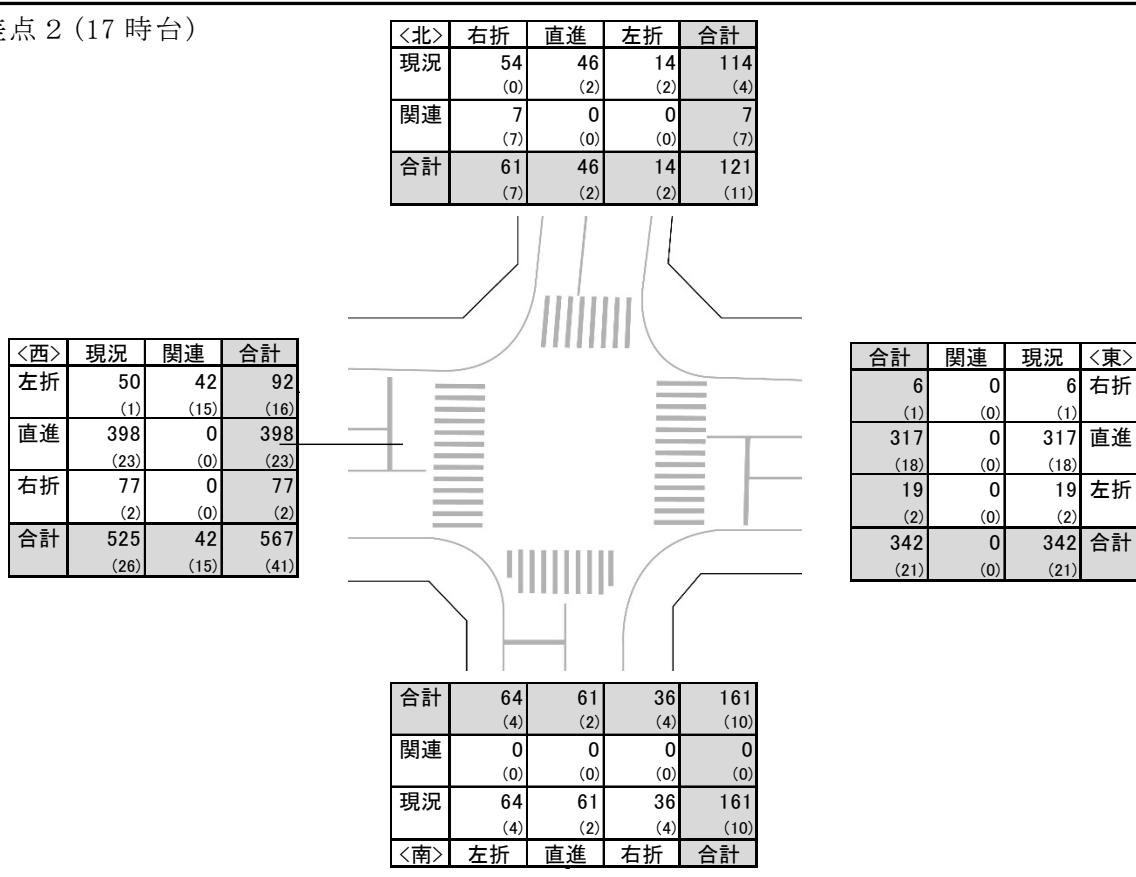 点 2 (17 時台)
<北> 右折 直進 左折 合計
現況 54 46 14 114
(0) (2) (2) (4)
関連 7 0 0 7
(7) (0) (0) (7)
合計 61 46 14 121
(7) (2) (2) (11)
<西> 現況 関連 合計
左折 50 42 92
(1) (15) (16)
直進 398 0 398
(23) (0) (23)
右折 77 0 77
(2) (0) (2)
合計 525 42 567
(26) (15) (41)
合計 関連 現況 <東>
6 0 6 右折
(1) (0) (1)
317 0 317 直進
(18) (0) (18)
19 0 19 左折
(2) (0) (2)
342 0 342 合計
(21) (0) (21)
合計 64 61 36 161
(4) (2) (4) (10)
関連 0 0 0 0
(0) (0) (0) (0)
現況 64 61 36 161
(4) (2) (4) (10)
<南> 左折 直進 右折 合計